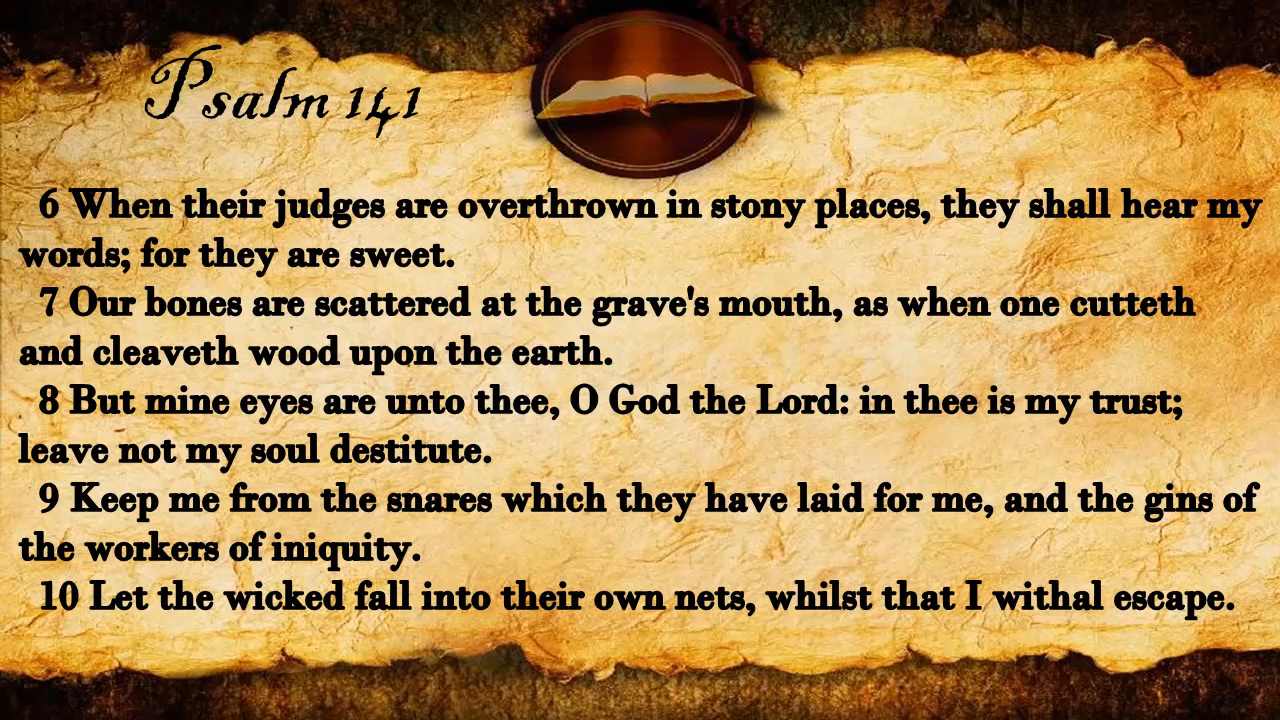 Psalm 141
6 When their judges are overthrown in stony places, they shall hear my
words; for they are sweet.
7 Our bones are scattered at the grave's mouth, as when one cutteth
and cleaveth wood upon the earth.
8 But mine eyes are unto thee, O God the Lord: in thee is my trust;
leave not my soul destitute.
9 Keep me from the snares which they have laid for me, and the gins of
the workers of iniquity.
10 Let the wicked fall into their own nets, whilst that I withal escape.